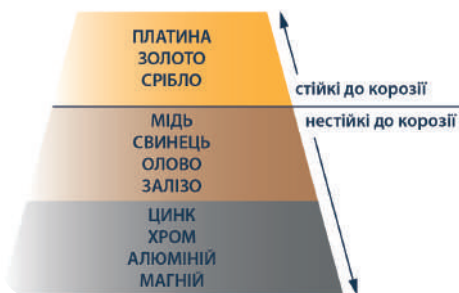 ПЛАТИНА
ЗОЛОТО
СРІБЛО
стійкі до корозії
нестійкі до корозії
МІДЬ
СВИНЕЦЬ
ОЛОВО
ЗАЛІЗО
ЦИНК
ХРОМ
АЛЮМІНІЙ
МАГНІЙ